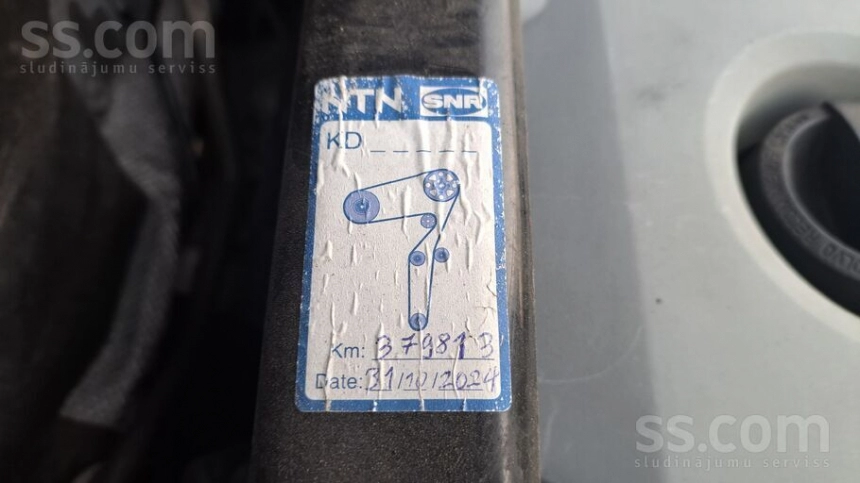 ss.com
sludinājumu serviss
NTN SNR
KD _ _ _ _ _ _
Km: 379813
Date: 31/10/2024
ss.com
sludinājumu serviss